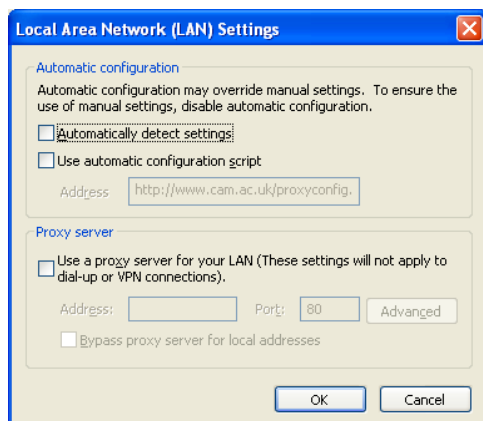 Local Area Network (LAN) Settings
Automatic configuration
Automatic configuration may override manual settings. To ensure the
use of manual settings, disable automatic configuration.
Automatically detect settings
Use automatic configuration script
Address http://www.cam.ac.uk/proxyconfig.
Proxy server
Use a proxy server for your LAN (These settings will not apply to
dial-up or VPN connections).
Address: Port: 80 Advanced
Bypass proxy server for local addresses
OK Cancel